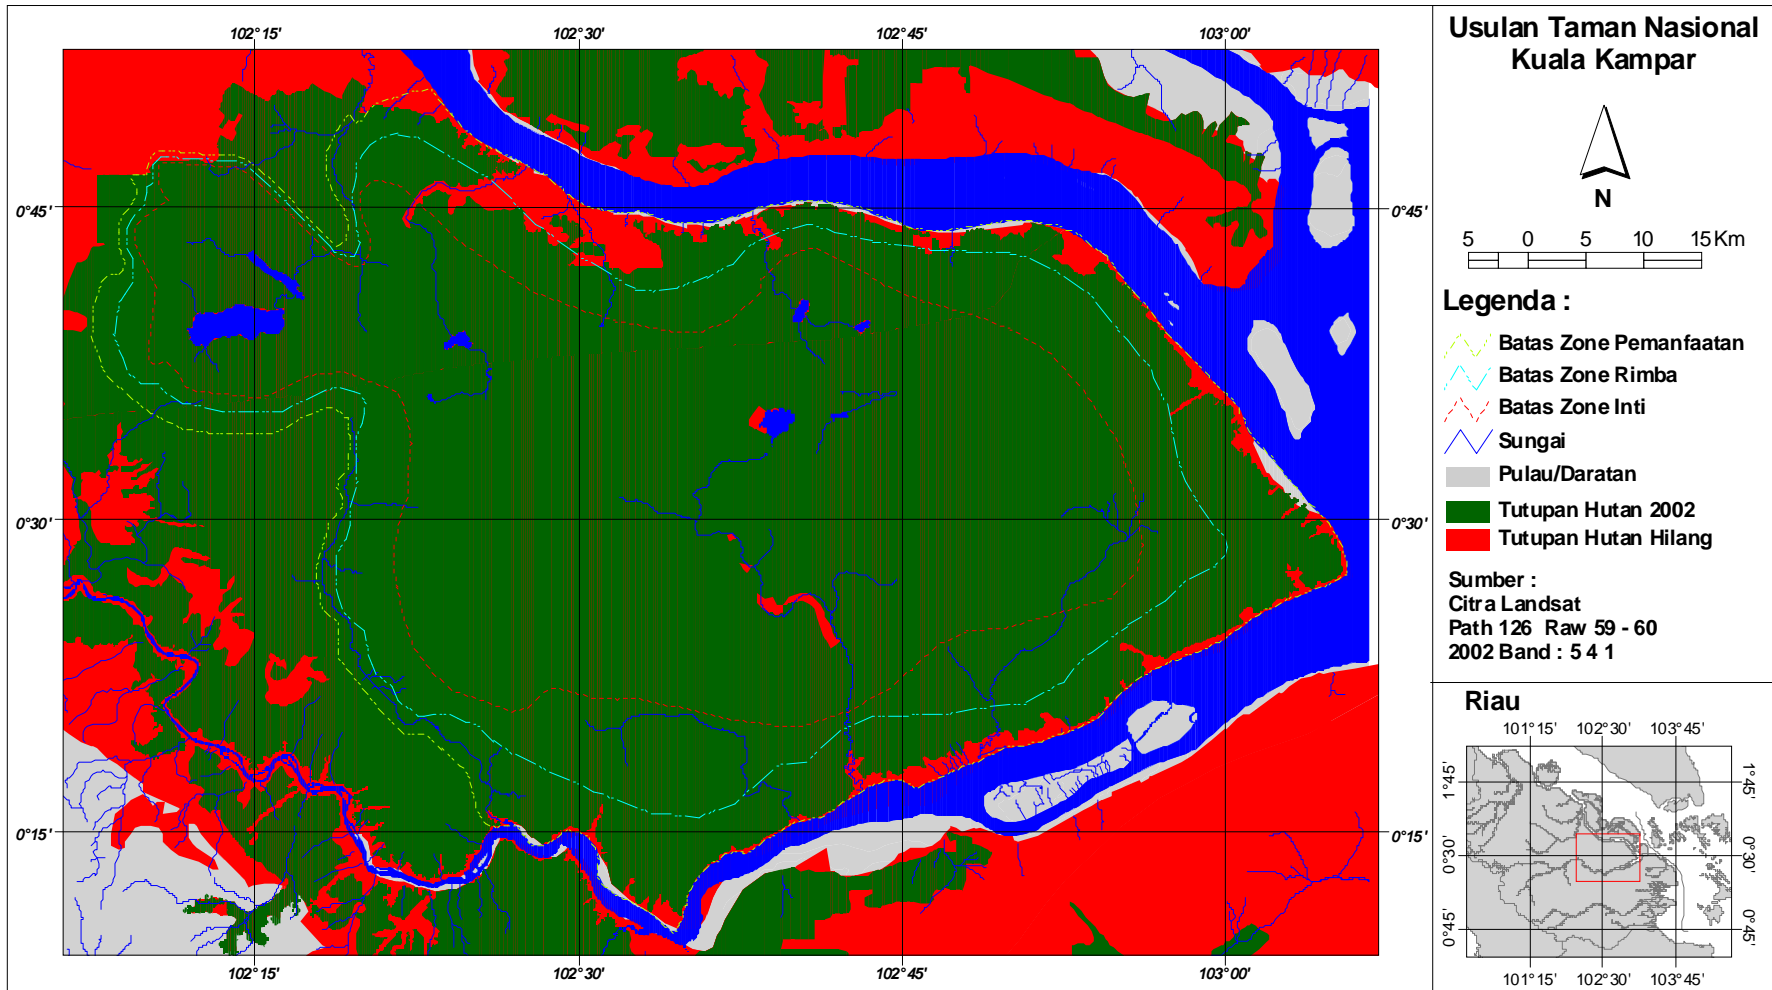 102°15'
102°30'
102°45'
103°00'
0°45'
0°45'
0°30'
0°30'
0°15'
0°15'
102°15'
102°30'
102°45'
103°00'
Usulan Taman Nasional
Kuala Kampar
N
5 0 5 10 15 Km
Legenda :
Batas Zone Pemanfaatan
Batas Zone Rimba
Batas Zone Inti
Sungai
Pulau/Daratan
Tutupan Hutan 2002
Tutupan Hutan Hilang
Sumber :
Citra Landsat
Path 126 Raw 59 - 60
2002 Band : 5 4 1
Riau
101°15' 102°30' 103°45'
1°45'
1°45'
0°30'
0°30'
0°45'
0°45'
101°15' 102°30' 103°45'